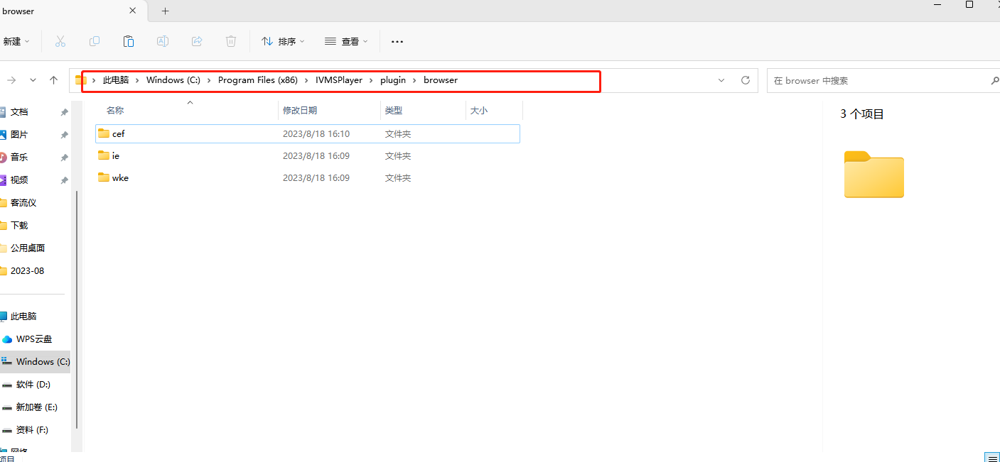 browser
新建
排序
查看
此电脑 Windows (C:) Program Files (x86) IVMSPlayer plugin browser
在 browser 中搜索
名称 修改日期 类型 大小
cef 2023/8/18 16:10 文件夹
ie 2023/8/18 16:09 文件夹
wke 2023/8/18 16:09 文件夹
3 个项目
文档
图片
音乐
视频
客流仪
下载
公用桌面
2023-08
此电脑
WPS云盘
Windows (C:)
软件 (D:)
新加卷 (E:)
资料 (F:)
网络
项目